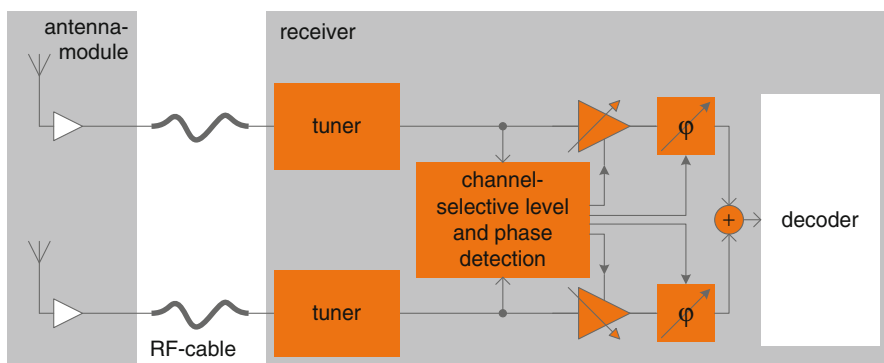 antenna-
module
receiver
tuner
φ
channel-
selective level
and phase
detection
+
decoder
tuner
φ
RF-cable